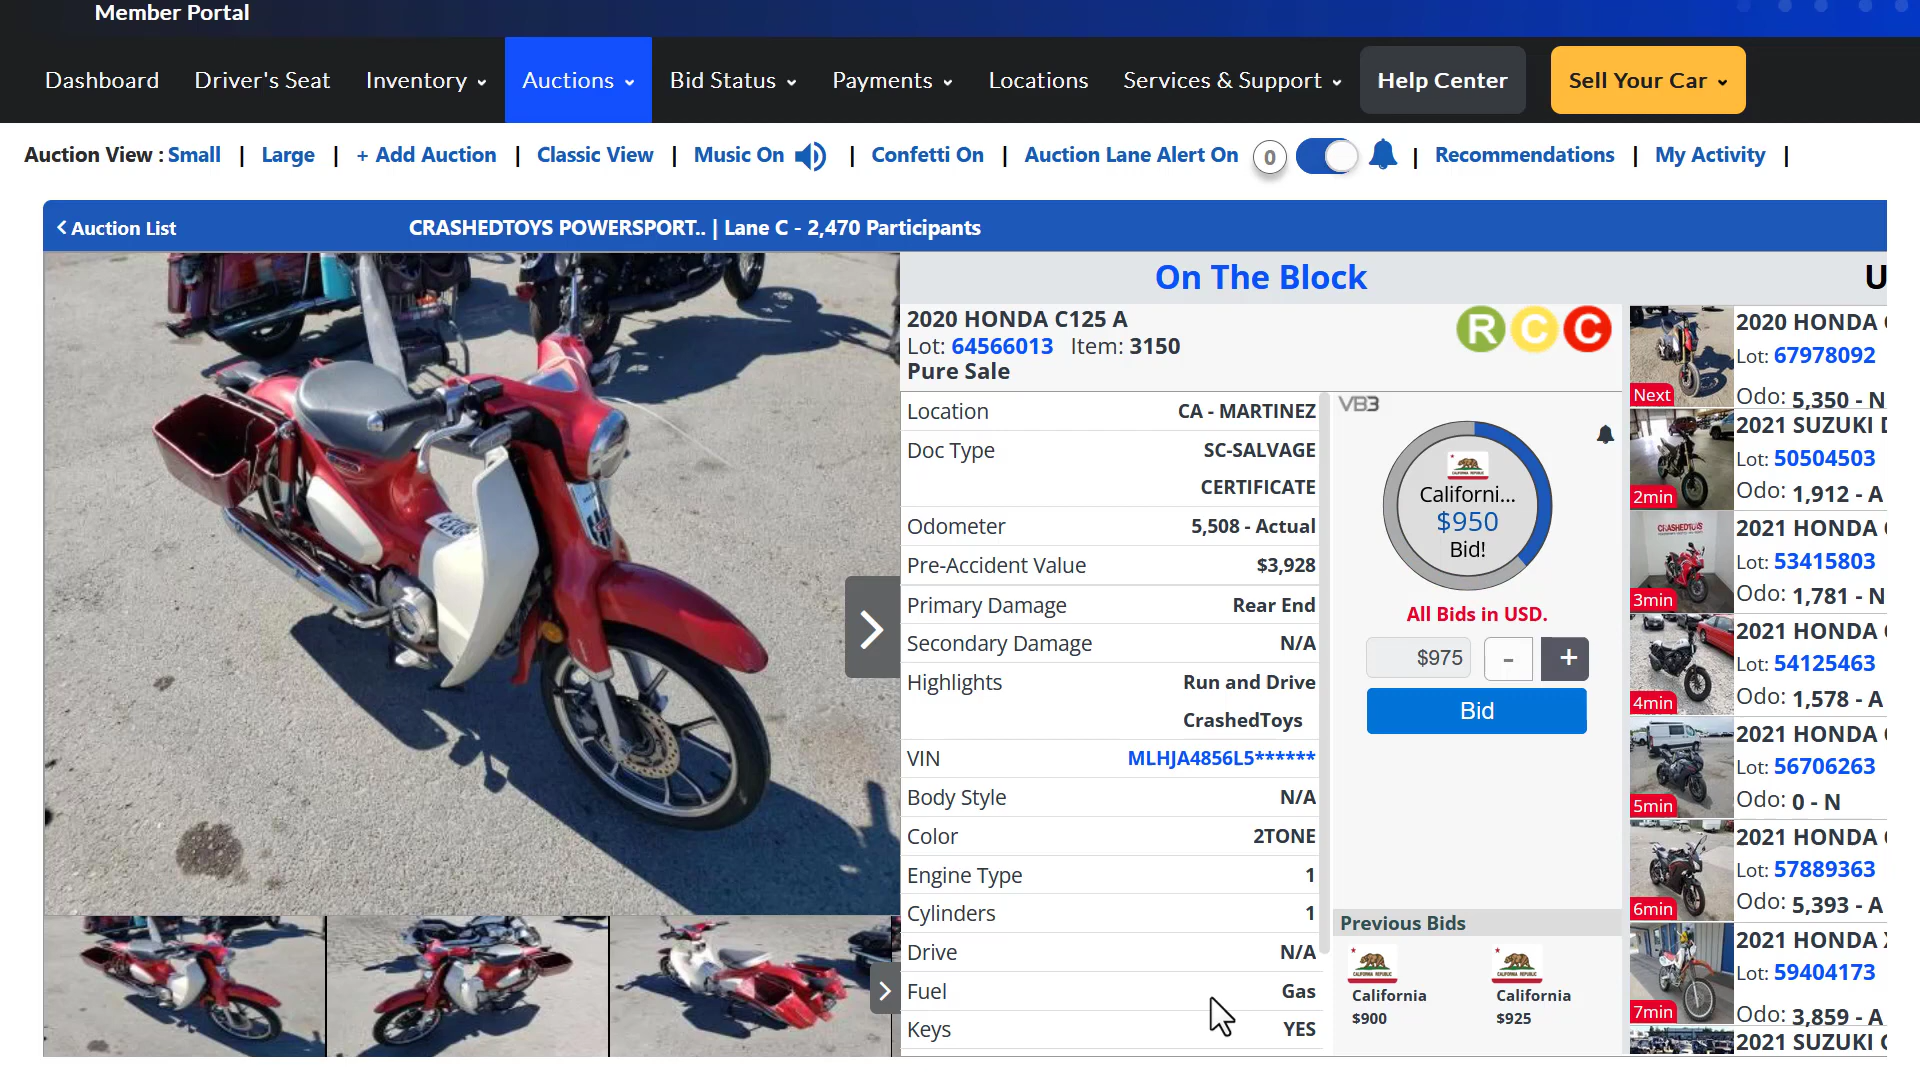 Member Portal
Dashboard Driver's Seat Inventory Auctions Bid Status Payments Locations Services & Support Help Center Sell Your Car
Auction View : Small | Large | + Add Auction | Classic View | Music On | Confetti On | Auction Lane Alert On 0 | Recommendations | My Activity |
Auction List
CRASHEDTOYS POWERSPORT.. | Lane C - 2,470 Participants
On The Block
2020 HONDA C125 A
Lot: 64566013 Item: 3150
Pure Sale
R C C
Location CA - MARTINEZ
Doc Type SC-SALVAGE
CERTIFICATE
Odometer 5,508 - Actual
Pre-Accident Value $3,928
Primary Damage Rear End
Secondary Damage N/A
Highlights Run and Drive
CrashedToys
VIN MLHJA4856L5******
Body Style N/A
Color 2TONE
Engine Type 1
Cylinders 1
Drive N/A
Fuel Gas
Keys YES
VB3
CALIFORNIA REPUBLIC
Californi...
$950
Bid!
All Bids in USD.
$975 - +
Bid
Previous Bids
CALIFORNIA REPUBLIC
California
$900
CALIFORNIA REPUBLIC
California
$925
U
2020 HONDA
Lot: 67978092
Odo: 5,350 - N
Next
2021 SUZUKI
Lot: 50504503
Odo: 1,912 - A
2min
2021 HONDA
Lot: 53415803
Odo: 1,781 - N
CRASHEDTOYS
3min
2021 HONDA
Lot: 54125463
Odo: 1,578 - A
4min
2021 HONDA
Lot: 56706263
Odo: 0 - N
5min
2021 HONDA
Lot: 57889363
Odo: 5,393 - A
6min
2021 HONDA
Lot: 59404173
Odo: 3,859 - A
7min
2021 SUZUKI